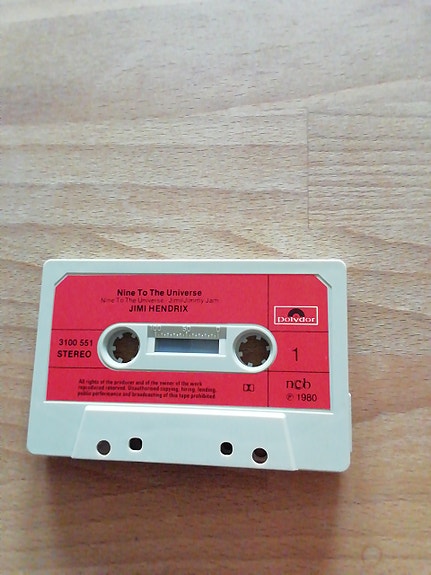 Nine To The Universe
Nine To The Universe · Jimi/Jimmy Jam
JIMI HENDRIX
polydor
3100 551
STEREO
1
All rights of the producer and of the owner of the work
reproduced reserved. Unauthorised copying, hiring, lending,
public performance and broadcasting of this tape prohibited
ncb
℗ 1980